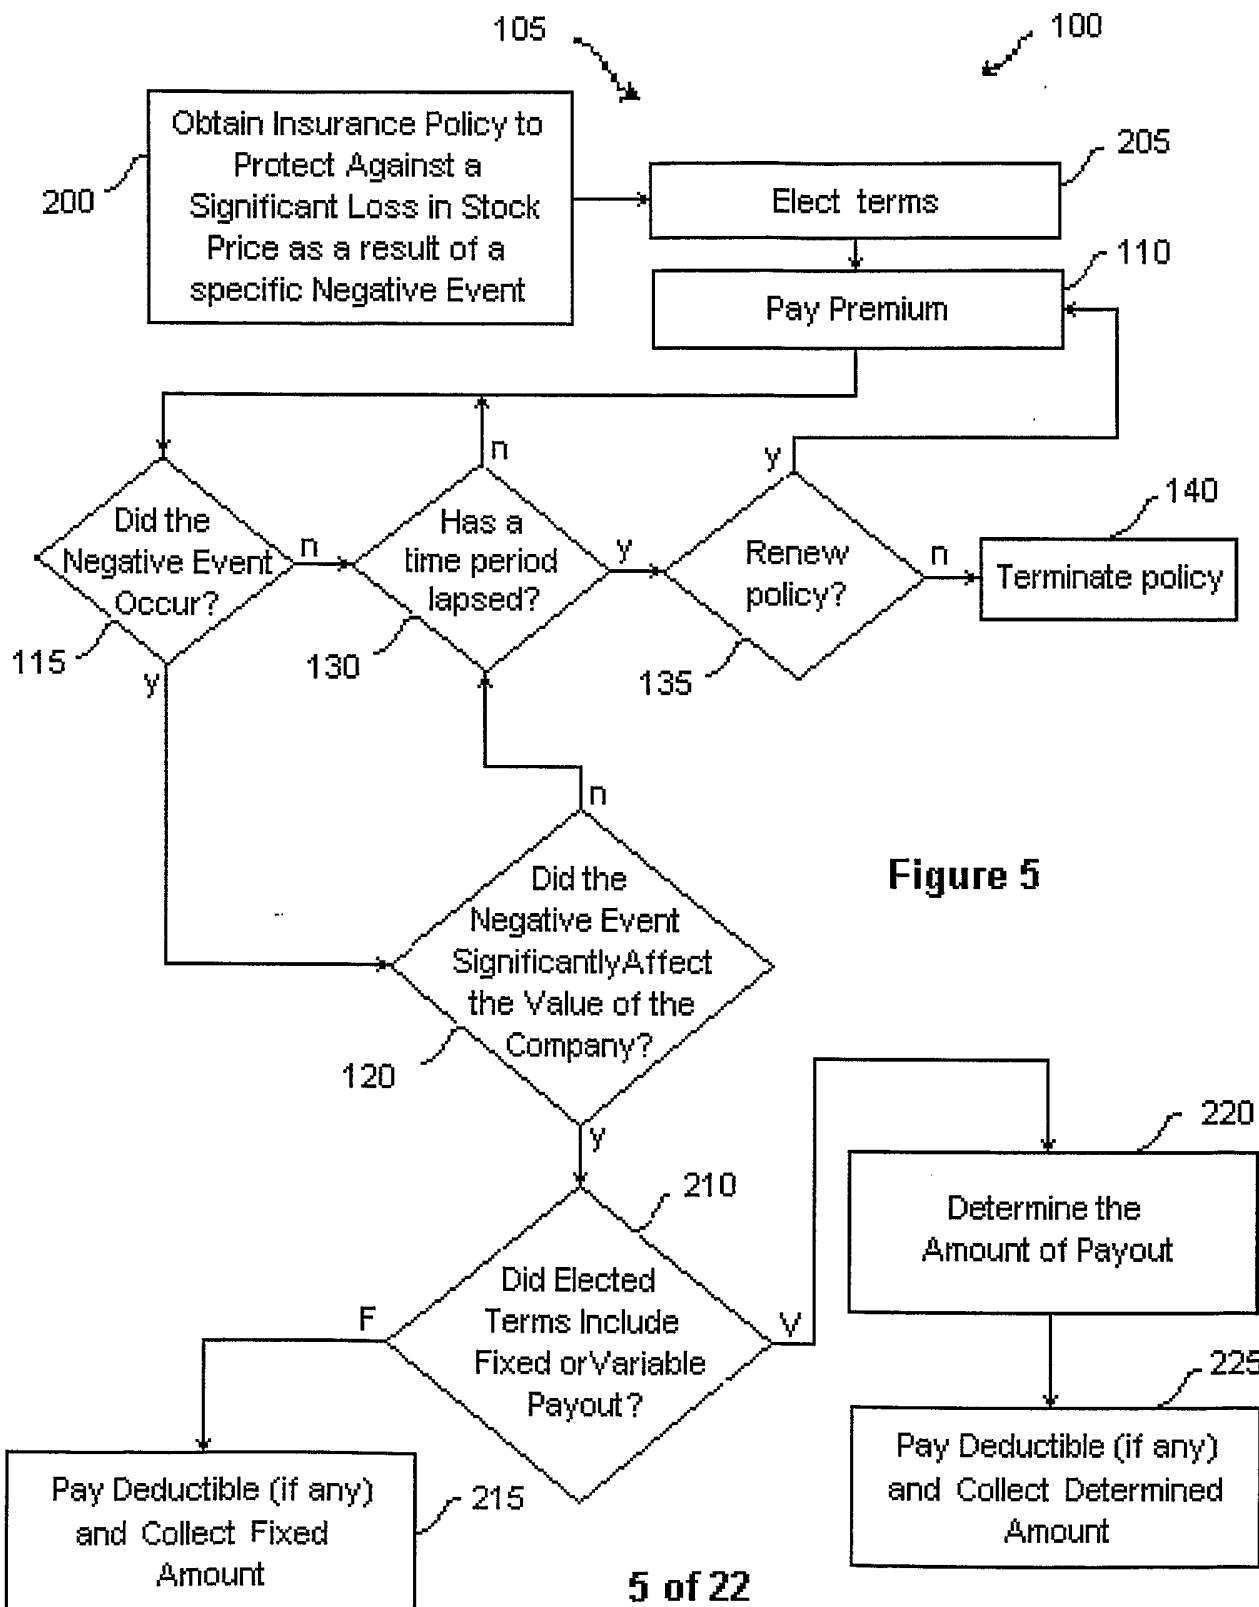 105
100
Obtain Insurance Policy to
Protect Against a
Significant Loss in Stock
Price as a result of a
specific Negative Event
200
205
Elect terms
110
Pay Premium
n
y
140
Did the
Negative Event
Occur?
n
Has a
time period
lapsed?
y
Renew
policy?
n
Terminate policy
115
130
135
y
n
Did the
Negative Event
SignificantlyAffect
the Value of the
Company?
Figure 5
120
y
210
220
Did Elected
Terms Include
Fixed orVariable
Payout?
F
V
Determine the
Amount of Payout
225
Pay Deductible (if any)
and Collect Fixed
Amount
215
Pay Deductible (if any)
and Collect Determined
Amount
5 of 22